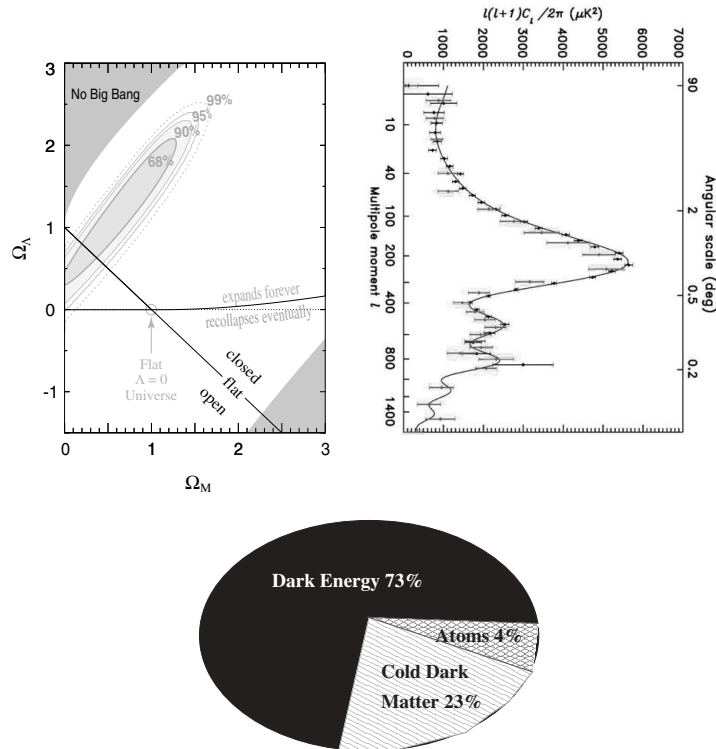 No Big Bang
99%
95%
90%
68%
3
2
1
0
-1
Ω_Λ
expands forever
recollapses eventually
Flat
Λ = 0
Universe
closed
flat
open
0
1
2
3
Ω_M
l(l+1)C_l/2π (μK²)
0
1000
2000
3000
4000
5000
6000
7000
90
2
0.5
0.2
Angular scale (deg)
10
40
100
200
400
800
1400
Multipole moment l
Dark Energy 73%
Atoms 4%
Cold Dark
Matter 23%